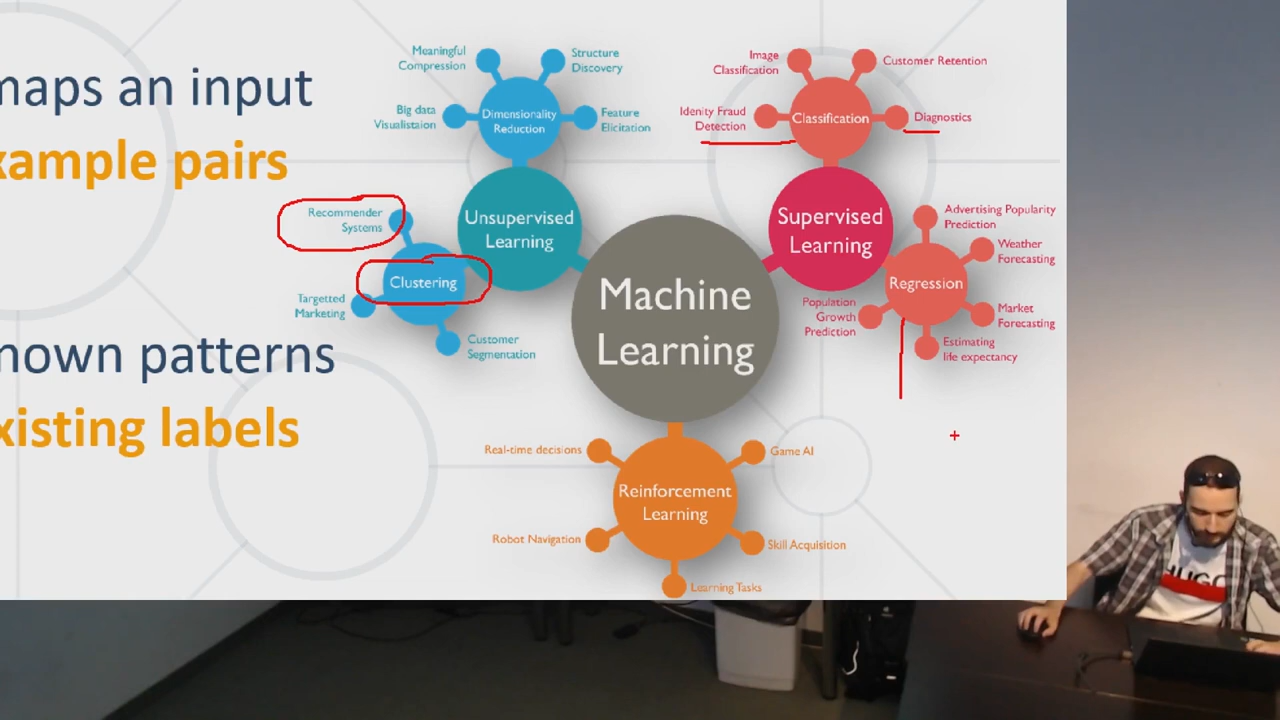 maps an input
xample pairs
nown patterns
xisting labels
Meaningful
Compression
Structure
Discovery
Big data
Visualistaion
Dimensionality
Reduction
Feature
Elicitation
Recommender
Systems
Unsupervised
Learning
Clustering
Targetted
Marketing
Customer
Segmentation
Image
Classification
Customer Retention
Idenity Fraud
Detection
Classification
Diagnostics
Supervised
Learning
Advertising Popularity
Prediction
Weather
Forecasting
Regression
Population
Growth
Prediction
Market
Forecasting
Estimating
life expectancy
Machine
Learning
Real-time decisions
Game AI
Reinforcement
Learning
Robot Navigation
Skill Acquisition
Learning Tasks
HUGO